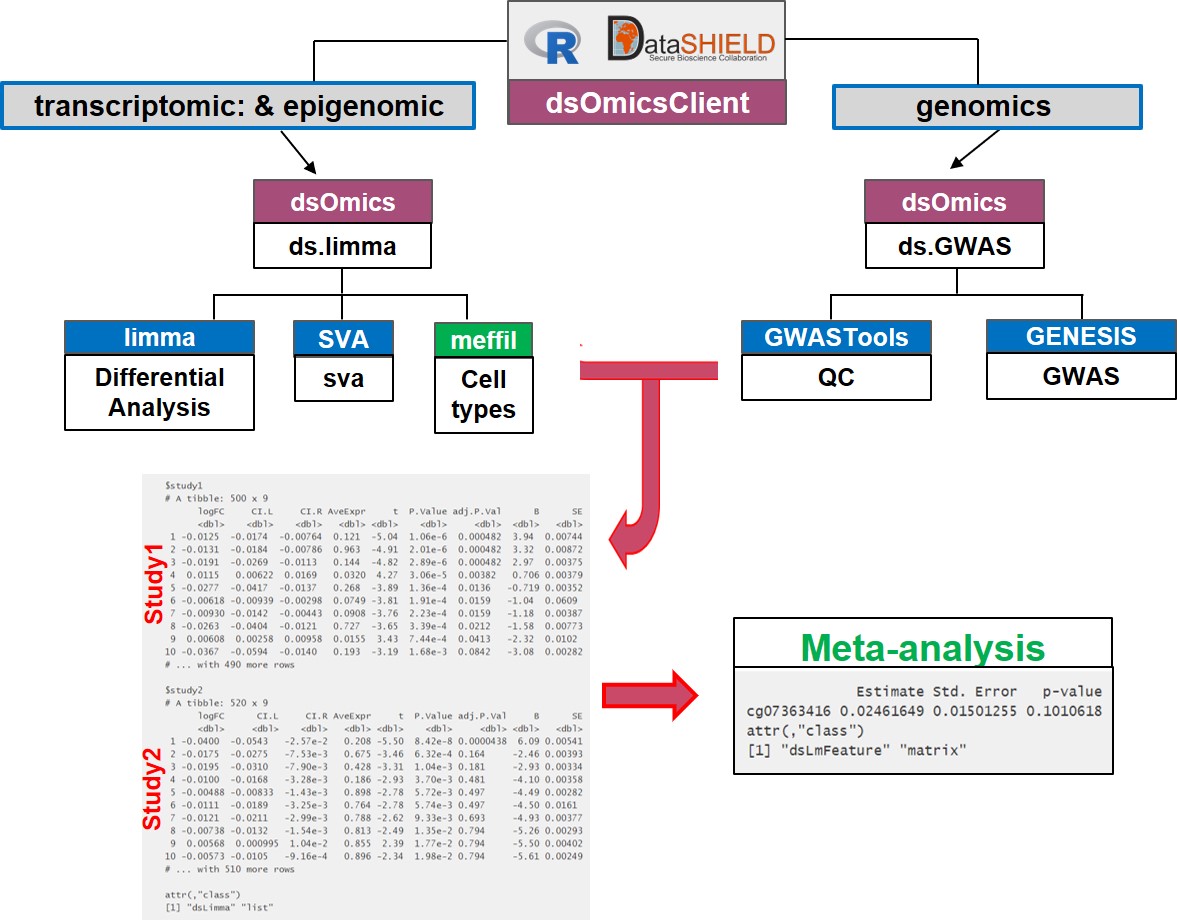 R DataSHIELD
Secure Bioscience Collaboration
dsOmicsClient
transcriptomic: & epigenomic
genomics
dsOmics
ds.limma
dsOmics
ds.GWAS
limma
Differential
Analysis
SVA
sva
meffil
Cell
types
GWASTools
QC
GENESIS
GWAS
Study1
$study1
# A tibble: 500 x 9
logFC CI.L CI.R AveExpr t P.Value adj.P.Val B SE
<dbl> <dbl> <dbl> <dbl> <dbl> <dbl> <dbl> <dbl> <dbl>
1 -0.0125 -0.0174 -0.00764 0.121 -5.04 1.06e-6 0.000482 3.94 0.00744
2 -0.0131 -0.0184 -0.00786 0.963 -4.91 2.01e-6 0.000482 3.32 0.00872
3 -0.0191 -0.0269 -0.0113 0.144 -4.82 2.89e-6 0.000482 2.97 0.00375
4 0.0115 0.00622 0.0169 0.0320 4.27 3.06e-5 0.00382 0.706 0.00379
5 -0.0277 -0.0417 -0.0137 0.268 -3.89 1.36e-4 0.0136 -0.719 0.00352
6 -0.00618 -0.00939 -0.00298 0.0749 -3.81 1.91e-4 0.0159 -1.04 0.0609
7 -0.00930 -0.0142 -0.00443 0.0908 -3.76 2.23e-4 0.0159 -1.18 0.00387
8 -0.0263 -0.0404 -0.0121 0.727 -3.65 3.39e-4 0.0212 -1.58 0.00773
9 0.00608 0.00258 0.00958 0.0155 3.43 7.44e-4 0.0413 -2.32 0.0102
10 -0.0367 -0.0594 -0.0140 0.193 -3.19 1.68e-3 0.0842 -3.08 0.00282
# ... with 490 more rows
Study2
$study2
# A tibble: 520 x 9
logFC CI.L CI.R AveExpr t P.Value adj.P.Val B SE
<dbl> <dbl> <dbl> <dbl> <dbl> <dbl> <dbl> <dbl> <dbl>
1 -0.0400 -0.0543 -2.57e-2 0.208 -5.50 8.42e-8 0.0000438 6.09 0.00541
2 -0.0175 -0.0275 -7.53e-3 0.675 -3.46 6.32e-4 0.164 -2.46 0.00393
3 -0.0195 -0.0310 -7.90e-3 0.428 -3.31 1.04e-3 0.181 -2.93 0.00334
4 -0.0100 -0.0168 -3.28e-3 0.186 -2.93 3.70e-3 0.481 -4.10 0.00358
5 -0.00488 -0.00833 -1.43e-3 0.898 -2.78 5.72e-3 0.497 -4.49 0.00282
6 -0.0111 -0.0189 -3.25e-3 0.764 -2.78 5.74e-3 0.497 -4.50 0.0161
7 -0.0121 -0.0211 -2.99e-3 0.788 -2.62 9.33e-3 0.693 -4.93 0.00377
8 -0.00738 -0.0132 -1.54e-3 0.813 -2.49 1.35e-2 0.794 -5.26 0.00293
9 0.00568 0.000995 1.04e-2 0.855 2.39 1.77e-2 0.794 -5.50 0.00402
10 -0.00573 -0.0105 -9.16e-4 0.896 -2.34 1.98e-2 0.794 -5.61 0.00249
# ... with 510 more rows
attr(,"class")
[1] "dsLimma" "list"
Meta-analysis
Estimate Std. Error p-value
cg07363416 0.02461649 0.01501255 0.1010618
attr(,"class")
[1] "dsLmFeature" "matrix"